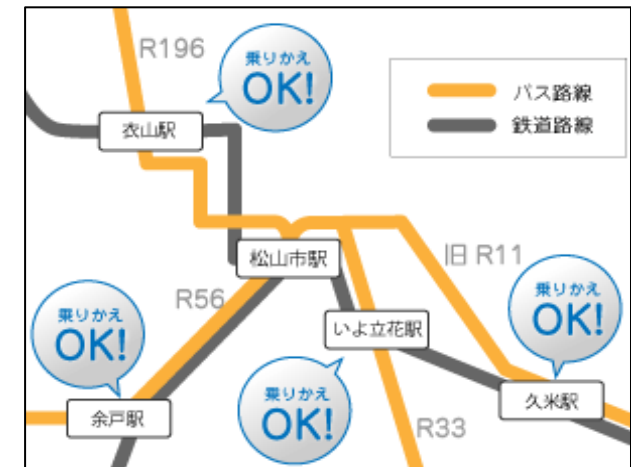 R196
乗りかえ
OK!
バス路線
鉄道路線
衣山駅
松山市駅
旧 R11
乗りかえ
OK!
R56
乗りかえ
OK!
いよ立花駅
乗りかえ
OK!
久米駅
余戸駅
R33